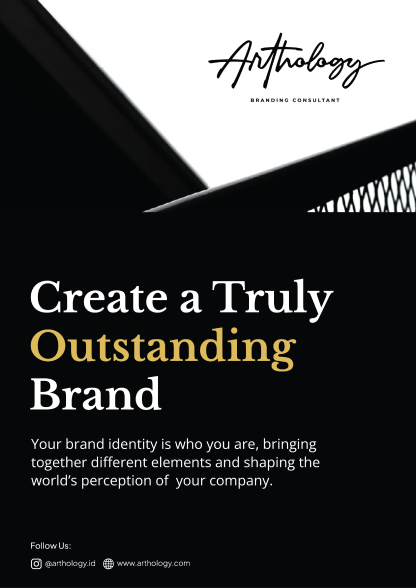 Arthology
BRANDING CONSULTANT
Create a Truly
Outstanding
Brand
Your brand identity is who you are, bringing
together different elements and shaping the
world's perception of  your company.
Follow Us:
@arthology.id www.arthology.com